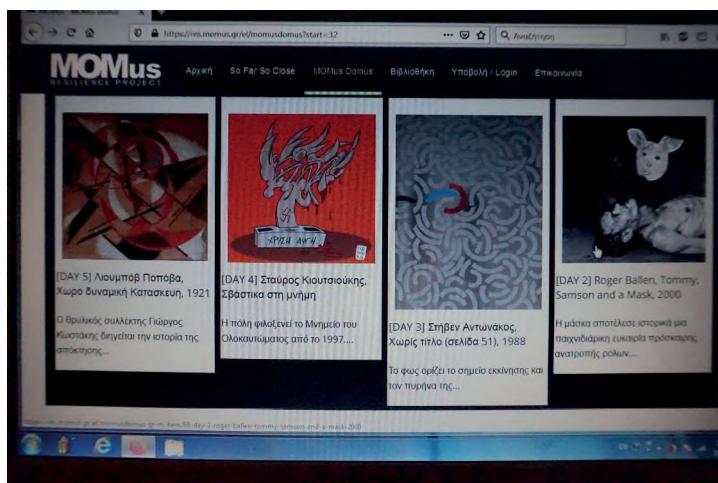 https://ivs.momus.gr/el/momusdomus?start=32
Αναζήτηση
MOMus
RESILIENCE PROJECT
Αρχική
So Far So Close
MOMus Domus
Βιβλιοθήκη
Υποβολή / Login
Επικοινωνία
[DAY 5] Λιουμπόβ Ποπόβα,
Χωρο δυναμική Κατασκευή, 1921
Ο θρυλικός συλλέκτης Γιώργος
Κωστάκης διηγείται την ιστορία της
απόκτησης...
ΧΡΥΣΗ ΑΥΓΗ
[DAY 4] Σταύρος Κιουτσιούκης,
Σβάστικα στη μνήμη
Η πόλη φιλοξενεί το Μνημείο του
Ολοκαυτώματος από το 1997....
[DAY 3] Στήβεν Αντωνάκος,
Χωρίς τίτλο (σελίδα 51), 1988
Το φως ορίζει το σημείο εκκίνησης και
τον πυρήνα της...
[DAY 2] Roger Ballen, Tommy,
Samson and a Mask, 2000
Η μάσκα αποτέλεσε ιστορικά μια
παιχνιδιάρικη ευκαιρία πρόσκαιρης
ανατροπής ρόλων,...